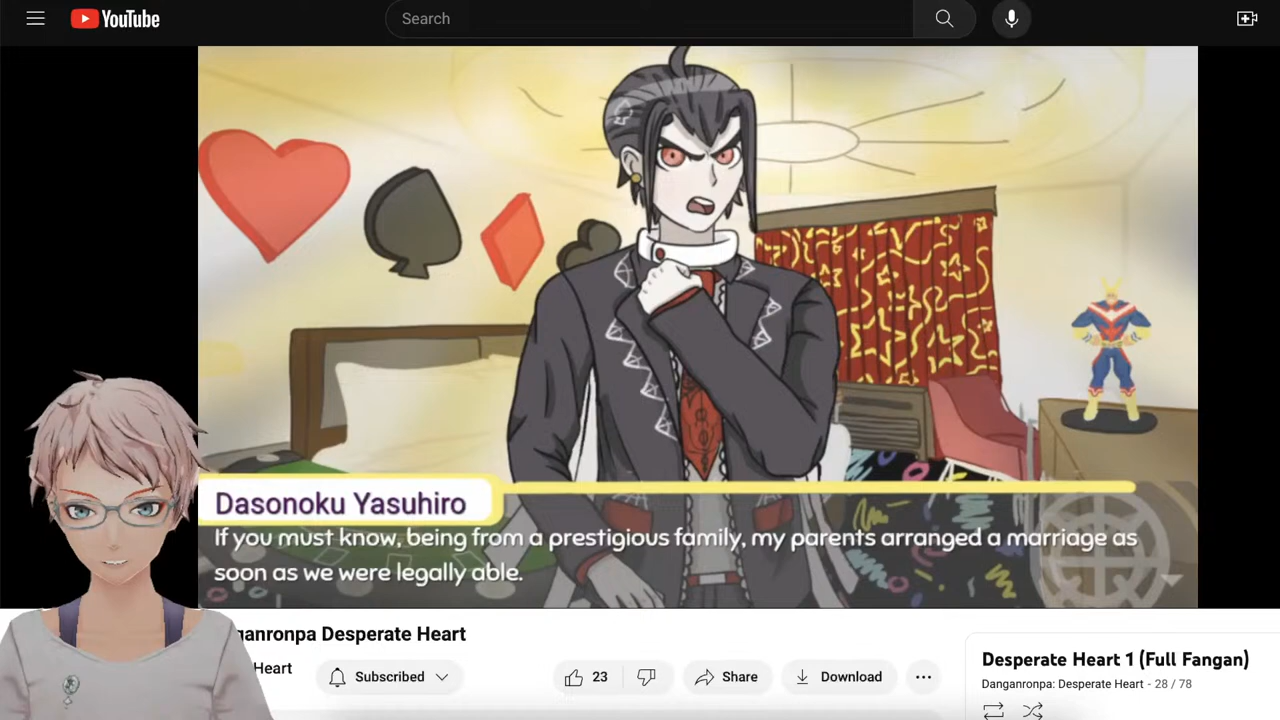 YouTube
Search
Dasonoku Yasuhiro
If you must know, being from a prestigious family, my parents arranged a marriage as
soon as we were legally able.
ganronpa Desperate Heart
Heart
Subscribed
23
Share
Download
Desperate Heart 1 (Full Fangan)
Danganronpa: Desperate Heart - 28 / 78